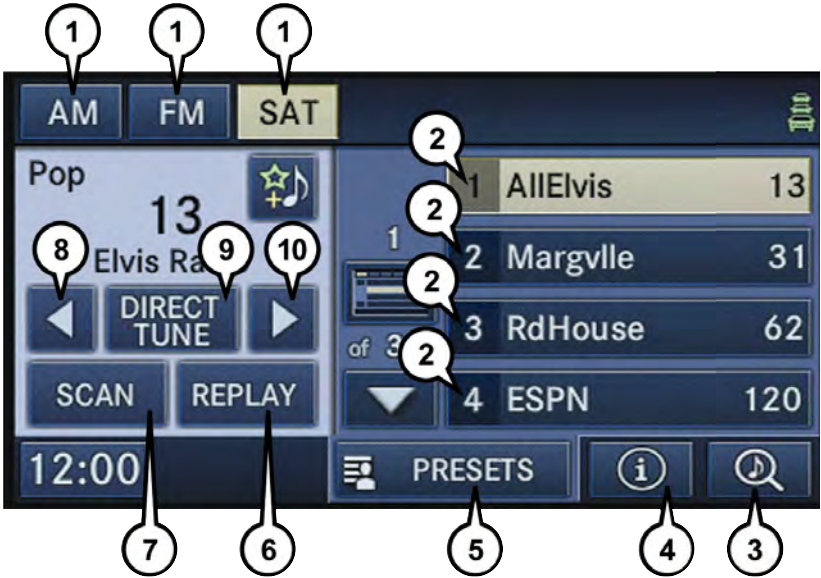 1 1 1
AM FM SAT
2
Pop
13
Elvis
1 AllElvis 13
2
8 9 10
1
2 Margvlle 31
2
DIRECT
TUNE
of 3
3 RdHouse 62
2
SCAN REPLAY
4 ESPN 120
12:00
PRESETS
i
7 6 5 4 3